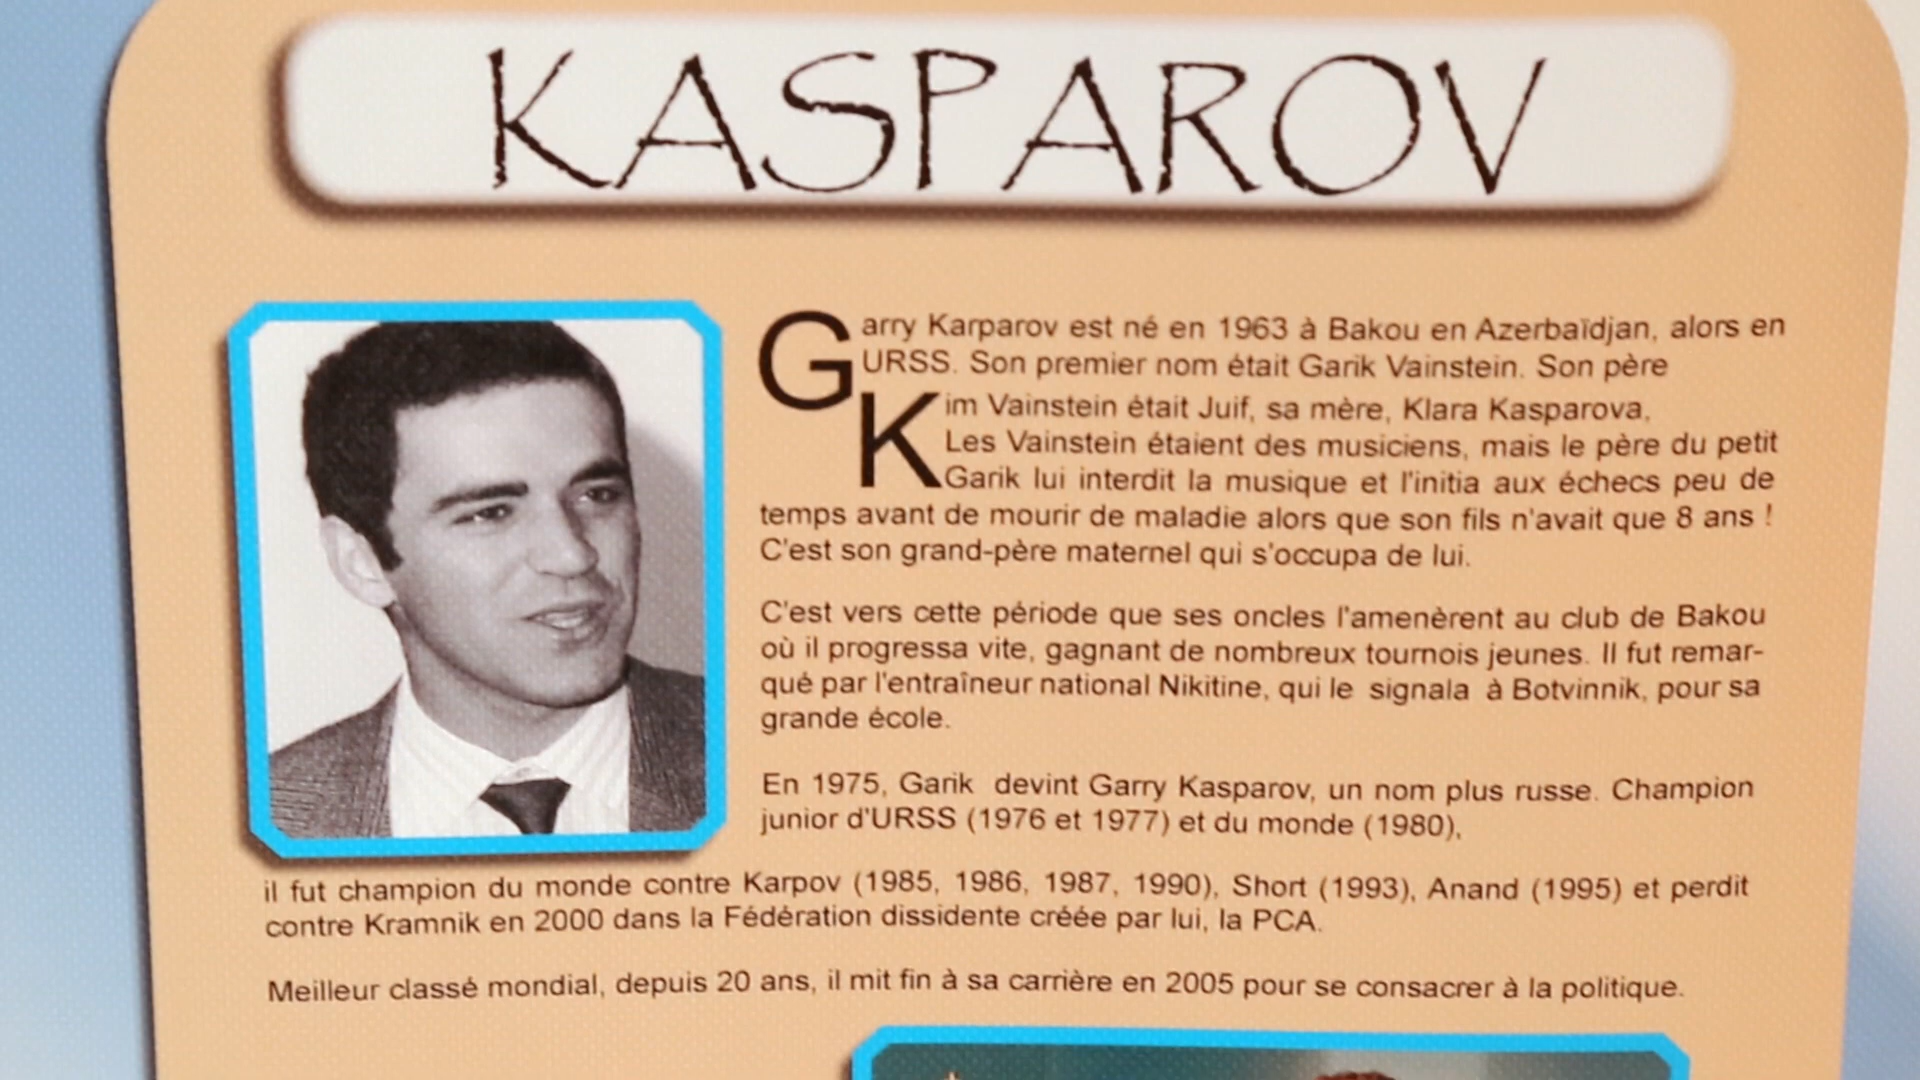 KASPAROV
Garry Karparov est né en 1963 à Bakou en Azerbaïdjan, alors en
URSS. Son premier nom était Garik Vainstein. Son père
Kim Vainstein était Juif, sa mère, Klara Kasparova,
Les Vainstein étaient des musiciens, mais le père du petit
Garik lui interdit la musique et l'initia aux échecs peu de
temps avant de mourir de maladie alors que son fils n'avait que 8 ans !
C'est son grand-père maternel qui s'occupa de lui.
C'est vers cette période que ses oncles l'amenèrent au club de Bakou
où il progressa vite, gagnant de nombreux tournois jeunes. Il fut remar-
qué par l'entraîneur national Nikitine, qui le signala à Botvinnik, pour sa
grande école.
En 1975, Garik devint Garry Kasparov, un nom plus russe. Champion
junior d'URSS (1976 et 1977) et du monde (1980),
il fut champion du monde contre Karpov (1985, 1986, 1987, 1990), Short (1993), Anand (1995) et perdit
contre Kramnik en 2000 dans la Fédération dissidente créée par lui, la PCA.
Meilleur classé mondial, depuis 20 ans, il mit fin à sa carrière en 2005 pour se consacrer à la politique.